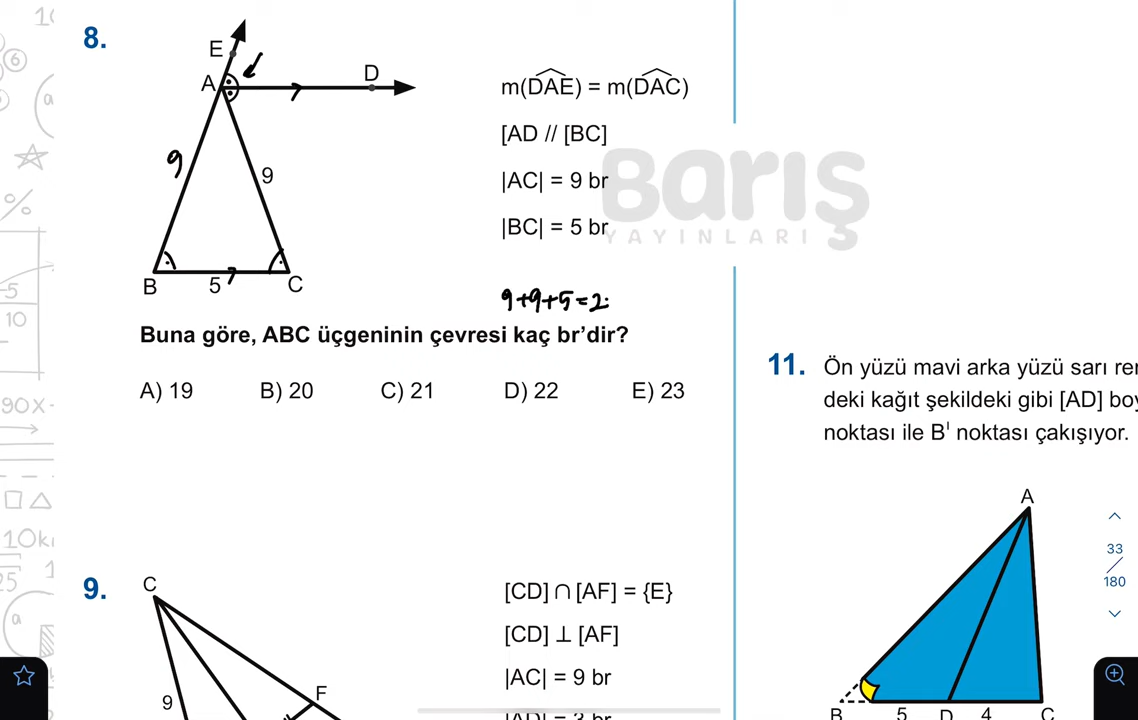 8.
E
A
D
9
9
B
5
C
m(DAE) = m(DAC)
[AD // [BC]
|AC| = 9 br
|BC| = 5 br
Barış
YAYINLARI
9+9+5=2
Buna göre, ABC üçgeninin çevresi kaç br'dir?
A) 19 B) 20 C) 21 D) 22 E) 23
9.
C
F
9
[CD] ∩ [AF] = {E}
[CD] ⊥ [AF]
|AC| = 9 br
|AD| = 3 br
11. Ön yüzü mavi arka yüzü sarı
deki kağıt şekildeki gibi [AD]
noktası ile B' noktası çakışıyor.
A
B 5 D 4 C
33
180